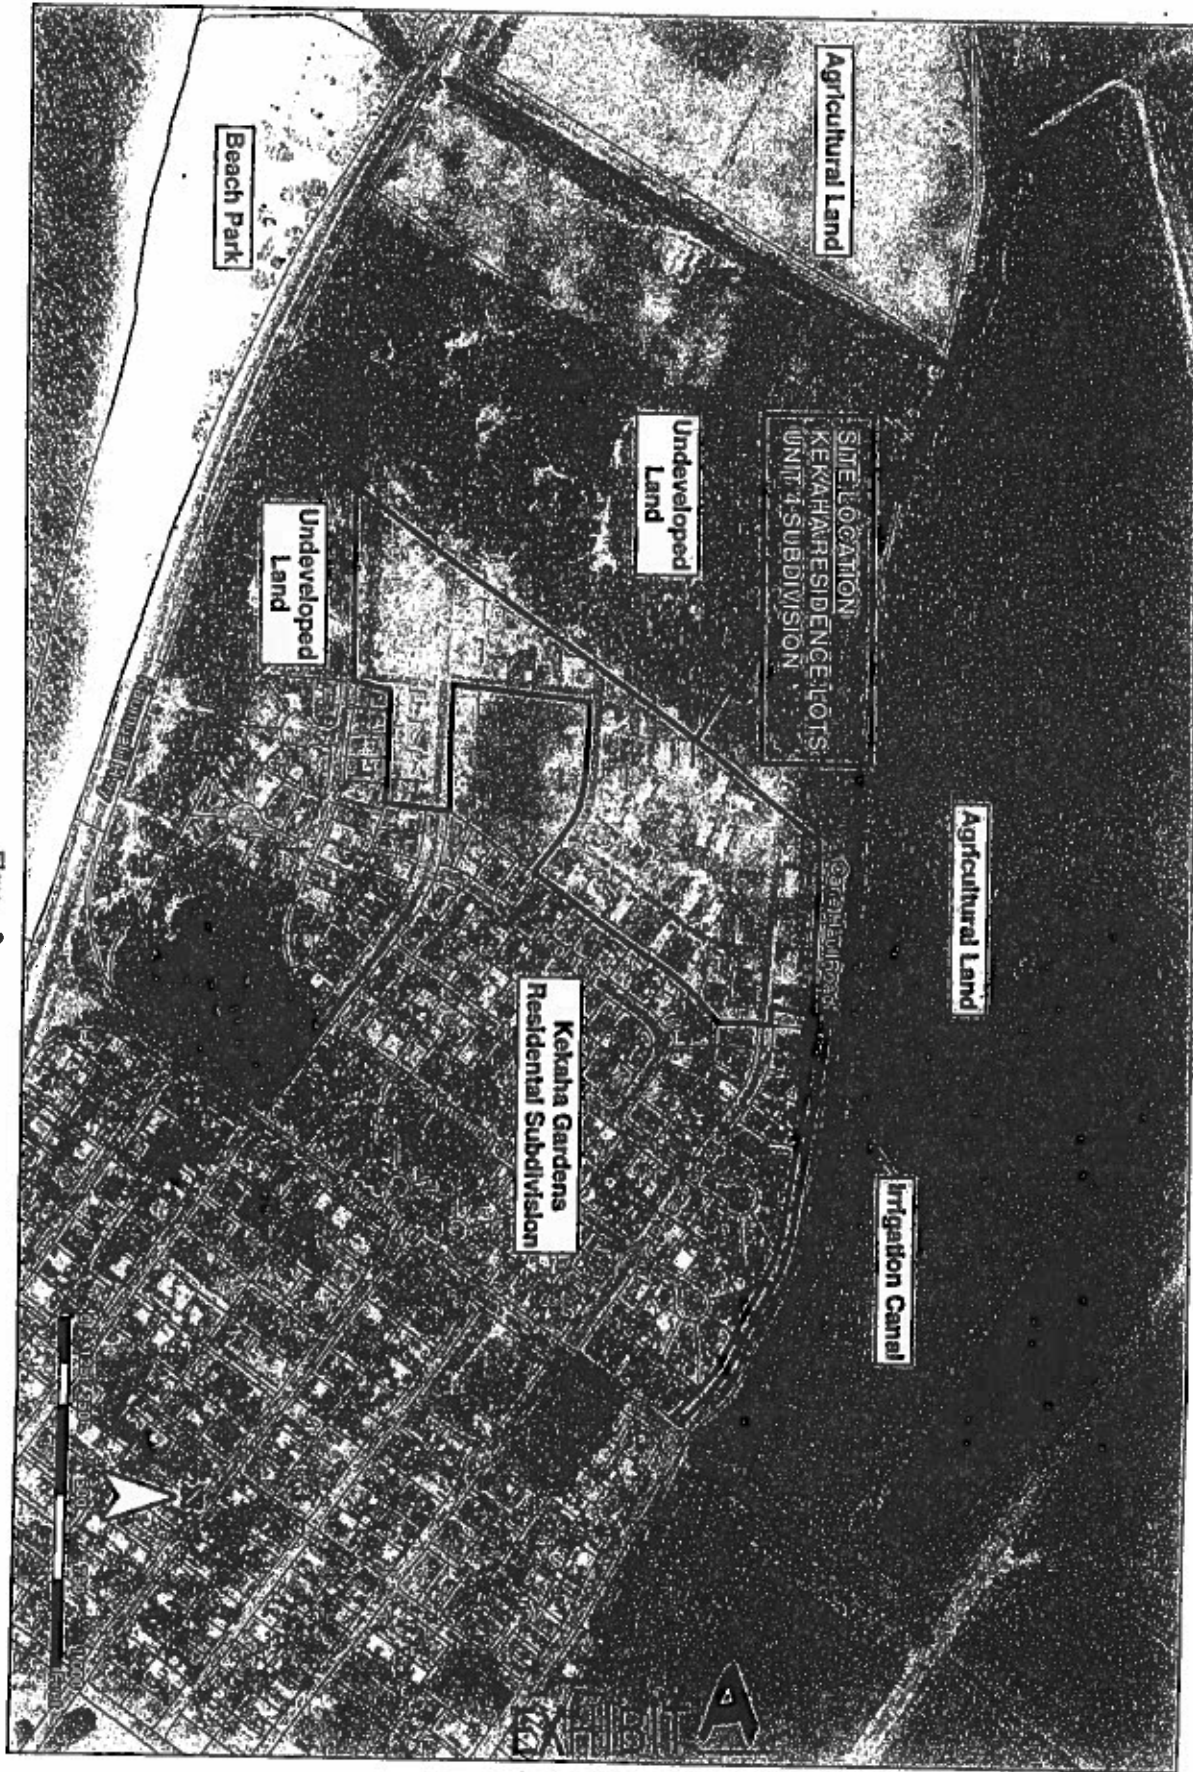 Agricultural Land
SITE LOCATION
KEKAHA RESIDENCE LOTS
UNIT 4 SUBDIVISION
Agricultural Land
Irrigation Canal
Undeveloped
Land
Beach Park
Undeveloped
Land
Kekaha Gardens
Residental Subdivision
EXHIBIT A